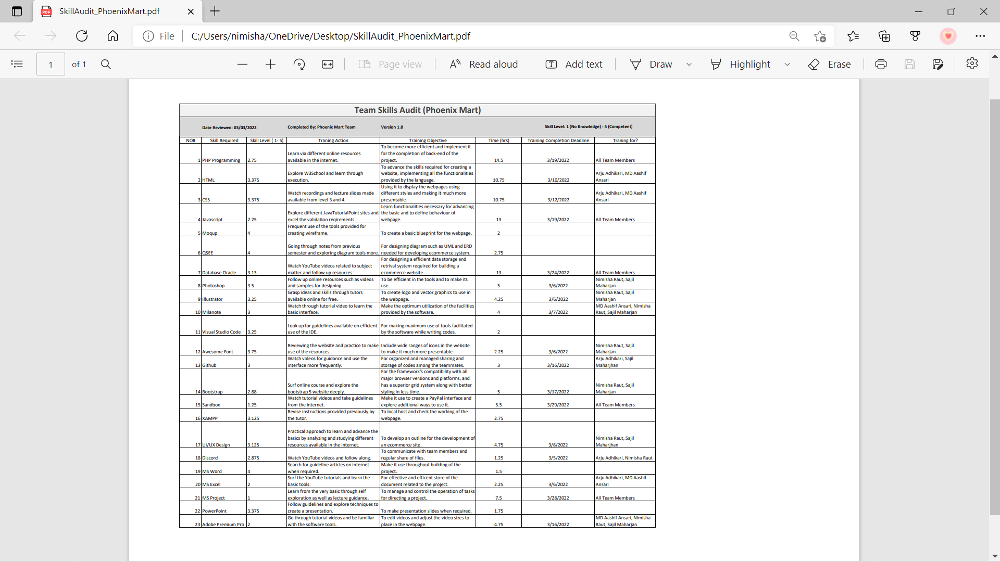 SkillAudit_PhoenixMart.pdf
File
C:/Users/nimisha/OneDrive/Desktop/SkillAudit_PhoenixMart.pdf
1 of 1
Page view
Read aloud
Add text
Draw
Highlight
Erase
Team Skills Audit (Phoenix Mart)
Date Reviewed: 03/03/2022 Completed By: Phoenix Mart Team Version 1.0 Skill Level: 1 (No Knowledge) - 5 (Competent)
NO# Skill Required Skill Level ( 1- 5) Traning Action Training Objective Time (hrs) Training Completion Deadline Traning for?
1 PHP Programming 2.75 Learn via different online resources available in the internet. To become more efficient and implement it for the completion of back-end of the project. 14.5 3/19/2022 All Team Members
2 HTML 3.375 Explore W3School and learn through execution. To advance the skills required for creating a website, implementing all the functionalities provided by the language. 10.75 3/10/2022 Arju Adhikari, MD Aashif Ansari
3 CSS 3.375 Watch recordings and lecture slides made available from level 3 and 4. Using it to display the webpages using different styles and making it much more presentable. 10.75 3/12/2022 Arju Adhikari, MD Aashif Ansari
4 Javascript 2.25 Explore different JavaTutorialPoint sites and excel the validation reqirements. Learn functionalities necessary for advancing the basic and to define behaviour of webpage. 13 3/19/2022 All Team Members
5 Moqup 4 Frequent use of the tools provided for creating wireframe. To create a basic blueprint for the webpage. 2
6 QSEE 4 Going through notes from previous semester and exploring diagram tools more. For designing diagram such as UML and ERD needed for developing ecommerce system. 2.75
7 Database Oracle 3.13 Watch YouTube videos related to subject matter and follow up resources. For designing a efficient data storage and retrival system required for building a ecommerce website. 13 3/24/2022 All Team Members
8 Photoshop 3.5 Follow up online resources such as videos and samples for designing. To be efficient in the tools and to make its use. 5 3/6/2022 Nimisha Raut, Sajil Maharjan
9 Illustrator 3.25 Grasp ideas and skills through tutors available online for free. To create logo and vector graphics to use in the webpage. 4.25 3/6/2022 Nimisha Raut, Sajil Maharjan
10 Milanote 3 Watch through tutorial video to learn the basic interface. Make the optimum utilization of the facilities provided by the software. 4 3/7/2022 MD Aashif Ansari, Nimisha Raut, Sajil Maharjan
11 Visual Studio Code 3.25 Look up for guidelines available on efficient use of the IDE. For making maximum use of tools facilitated by the software while writing codes. 2
12 Awesome Font 3.75 Reviewing the website and practice to make use of the resources. Include wide ranges of icons in the website to make it much more presentable. 2.25 3/6/2022 Nimisha Raut, Sajil Maharjan
13 Github 3 Watch videos for guidance and use the interface more frequently. For organized and managed sharing and storage of codes among the teammates. 3 3/16/2022 Arju Adhikari, Sajil Maharjhan
14 Bootstrap 2.88 Surf online course and explore the bootstrap 5 website deeply. For the framework's compatibility with all major browser versions and platforms, and has a superior grid system along with better styling in less time. 5 3/17/2022 Nimisha Raut, Sajil Maharjan
15 Sandbox 1.25 Watch tutorial videos and take guidelines from the internet. Make it use to create a PayPal interface and explore additional ways to use it. 5.5 3/29/2022 All Team Members
16 XAMPP 3.125 Revise instructions provided previously by the tutor. To local host and check the working of the webpage. 2.75
17 UI/UX Design 3.125 Practical approach to learn and advance the basics by analyzing and studying different resources available in the internet. To develop an outline for the development of an ecommerce site. 4.75 3/8/2022 Nimisha Raut, Sajil Maharjhan
18 Discord 2.875 Watch YouTube videos and follow along. To communicate with team members and regular share of files. 1.25 3/5/2022 Arju Adhikari, Nimisha Raut
19 MS Word 4 Search for guideline articles on internet when required. Make it use throughout building of the project. 1.5
20 MS Excel 2 Surf the YouTube tutorials and learn the basic tools. For effective and efficent store of the document related to the project. 2.25 3/6/2022 Arju Adhikari, MD Aashif Ansari
21 MS Project 1 Learn from the very basic through self exploration as well as lecture guidance. To manage and control the operation of tasks for directing a project. 7.5 3/28/2022 All Team Members
22 PowerPoint 3.375 Follow guidelines and explore techniques to create a presentation. To make presentation slides when required. 1.75
23 Adobe Premium Pro 2 Go through tutorial videos and be familiar with the software tools. To edit videos and adjust the video sizes to place in the webpage. 4.75 3/16/2022 MD Aashif Ansari, Nimisha Raut, Sajil Maharjan